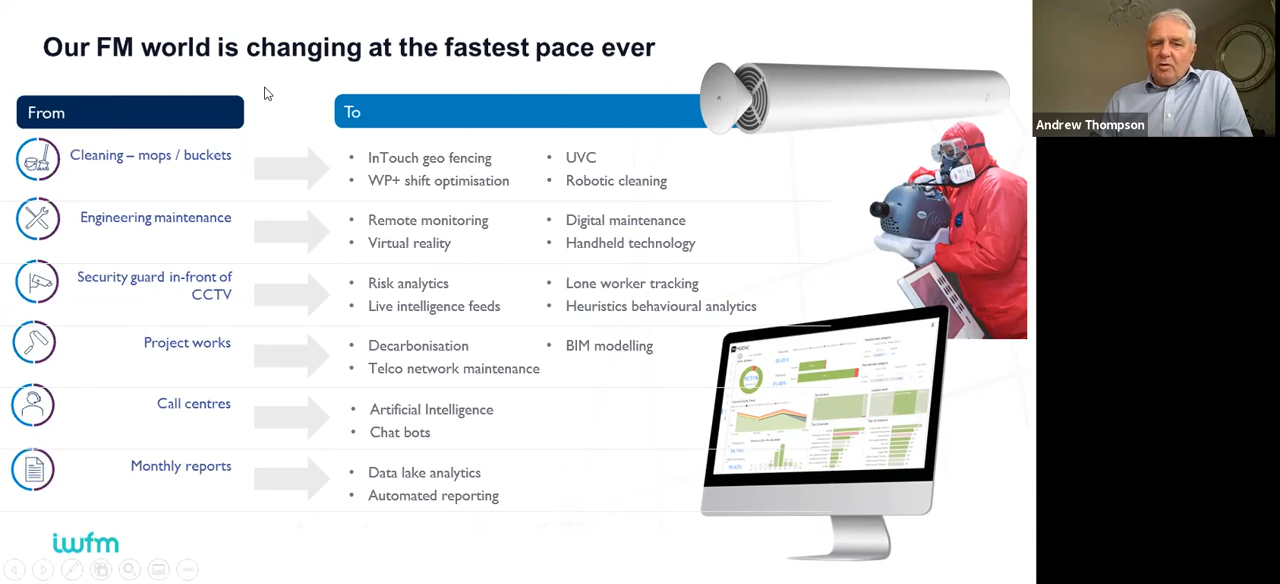 Our FM world is changing at the fastest pace ever
From
To
Cleaning – mops / buckets
• InTouch geo fencing
• WP+ shift optimisation
• UVC
• Robotic cleaning
Engineering maintenance
• Remote monitoring
• Virtual reality
• Digital maintenance
• Handheld technology
Security guard in-front of
CCTV
• Risk analytics
• Live intelligence feeds
• Lone worker tracking
• Heuristics behavioural analytics
Project works
• Decarbonisation
• Telco network maintenance
• BIM modelling
Call centres
• Artificial Intelligence
• Chat bots
Monthly reports
• Data lake analytics
• Automated reporting
iwfm
Andrew Thompson